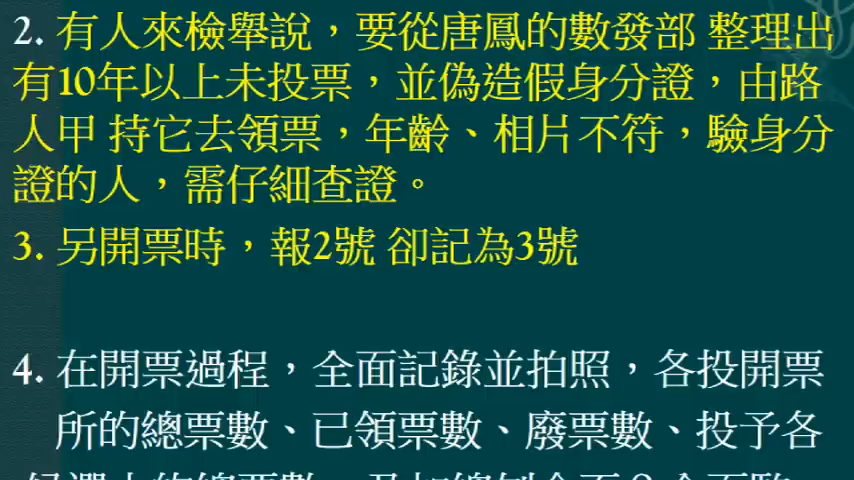 2. 有人來檢舉說，要從唐鳳的數發部 整理出
有10年以上未投票，並偽造假身分證，由路
人甲 持它去領票，年齡、相片不符，驗身分
證的人，需仔細查證。
3. 另開票時，報2號 卻記為3號
4. 在開票過程，全面記錄並拍照，各投開票
所的總票數、已領票數、廢票數、投予各